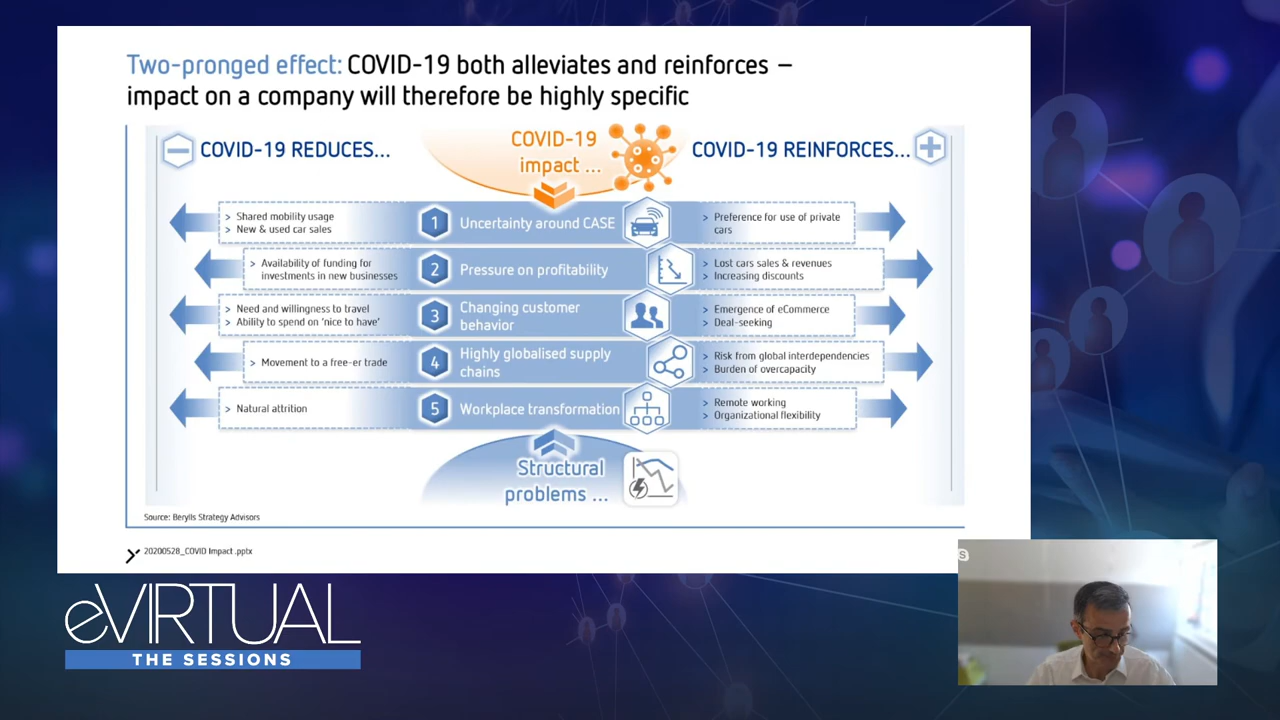 Two-pronged effect: COVID-19 both alleviates and reinforces –
impact on a company will therefore be highly specific
COVID-19 REDUCES...
COVID-19
impact ...
COVID-19 REINFORCES...
> Shared mobility usage
> New & used car sales
1
Uncertainty around CASE
> Preference for use of private
cars
> Availability of funding for
investments in new businesses
2
Pressure on profitability
> Lost cars sales & revenues
> Increasing discounts
> Need and willingness to travel
> Ability to spend on 'nice to have'
3
Changing customer
behavior
> Emergence of eCommerce
> Deal-seeking
> Movement to a free-er trade
4
Highly globalised supply
chains
> Risk from global interdependencies
> Burden of overcapacity
> Natural attrition
5
Workplace transformation
> Remote working
> Organizational flexibility
Structural
problems ...
Source: Berylls Strategy Advisors
20200528_COVID Impact .pptx
S
eVIRTUAL
THE SESSIONS